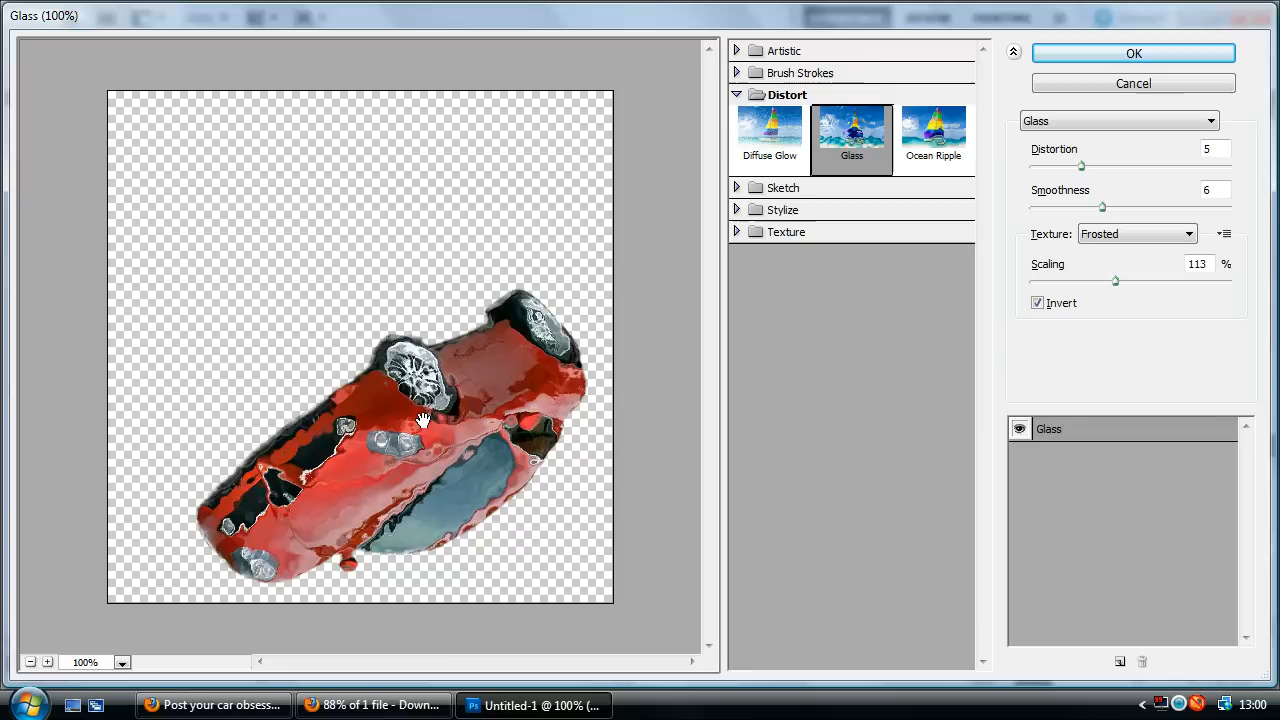 Glass (100%)
Artistic
Brush Strokes
Distort
Diffuse Glow
Glass
Ocean Ripple
Sketch
Stylize
Texture
OK
Cancel
Glass
Distortion
5
Smoothness
6
Texture:
Frosted
Scaling
113 %
Invert
Glass
100%
Post your car obsess...
88% of 1 file - Down...
Untitled-1 @ 100% (...
13:00